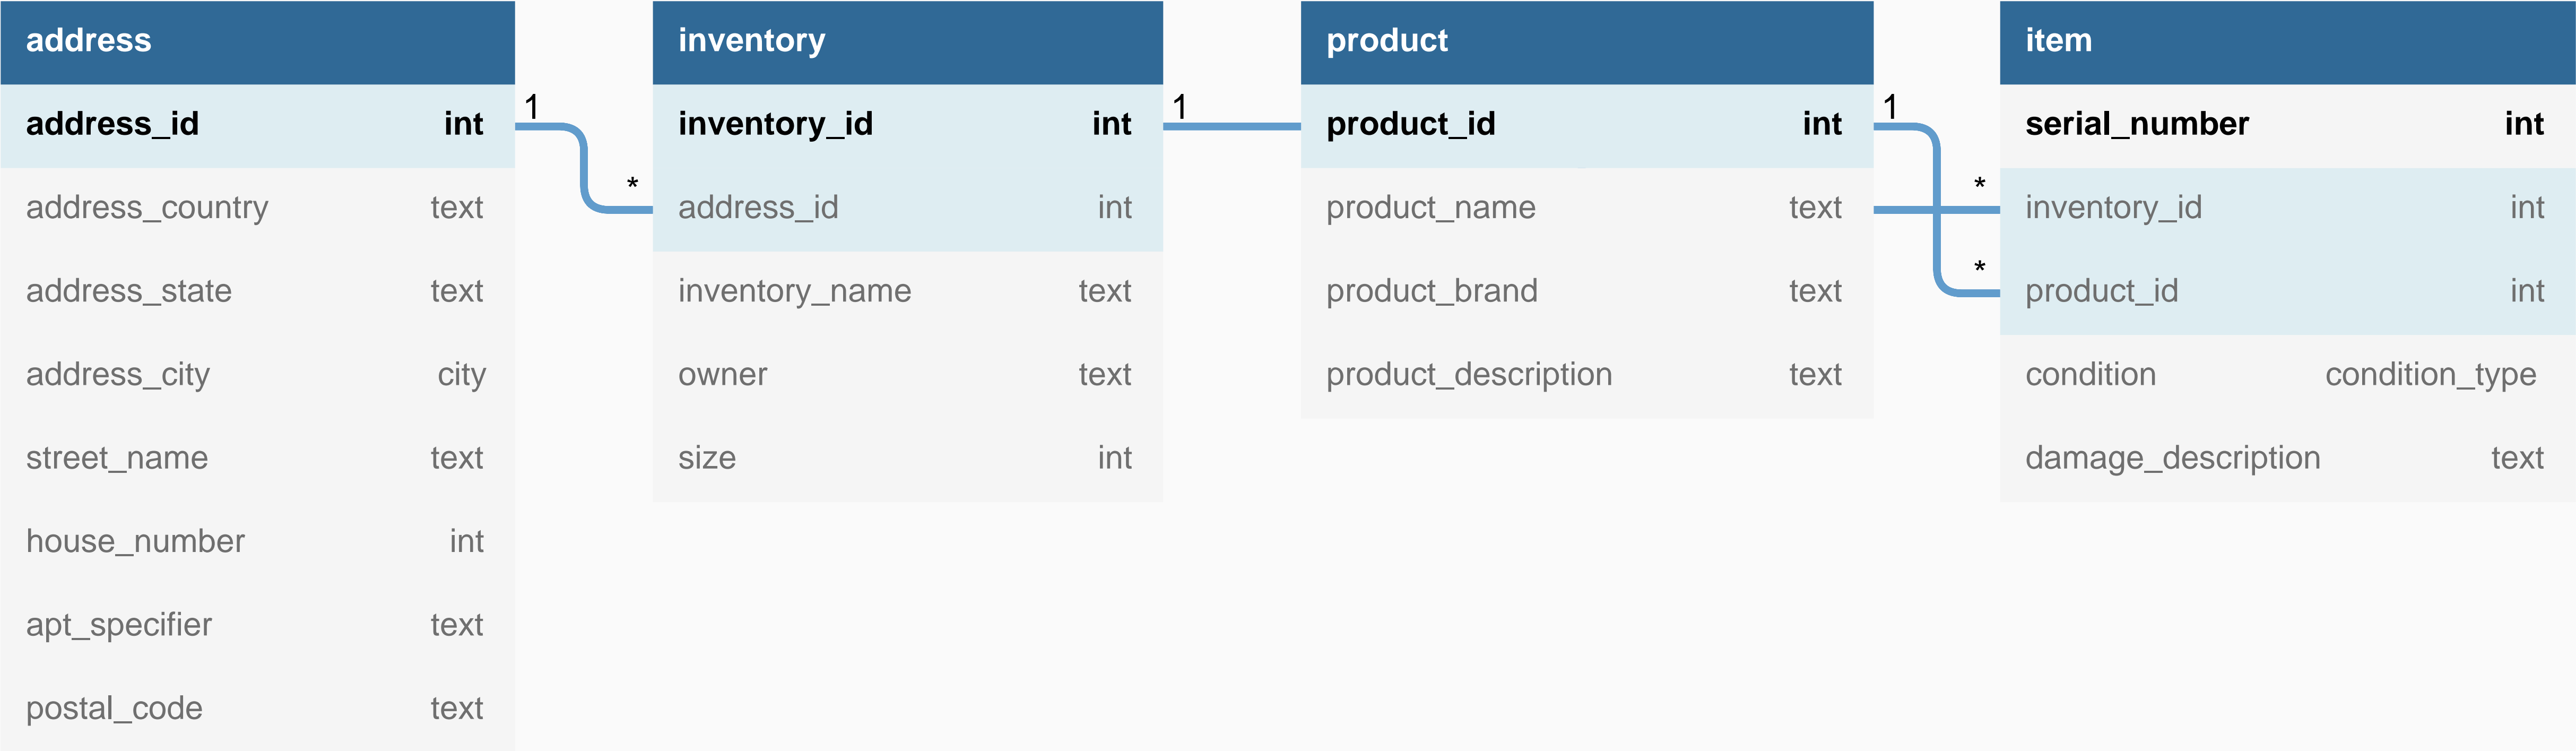 address
address_id int
address_country text
address_state text
address_city city
street_name text
house_number int
apt_specifier text
postal_code text
1
*
inventory
inventory_id int
address_id int
inventory_name text
owner text
size int
1
product
product_id int
product_name text
product_brand text
product_description text
1
*
*
item
serial_number int
inventory_id int
product_id int
condition condition_type
damage_description text